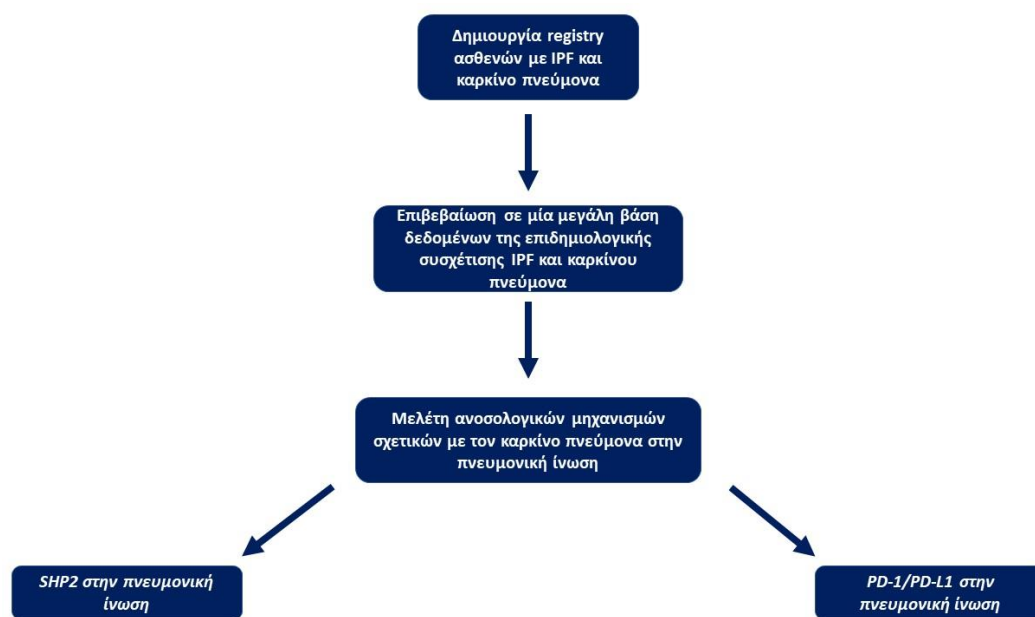 Δημιουργία registry
ασθενών με IPF και
καρκίνο πνεύμονα
Επιβεβαίωση σε μία μεγάλη βάση
δεδομένων της επιδημιολογικής
συσχέτισης IPF και καρκίνου
πνεύμονα
Μελέτη ανοσολογικών μηχανισμών
σχετικών με τον καρκίνο πνεύμονα στην
πνευμονική ίνωση
SHP2 στην πνευμονική
ίνωση
PD-1/PD-L1 στην
πνευμονική ίνωση